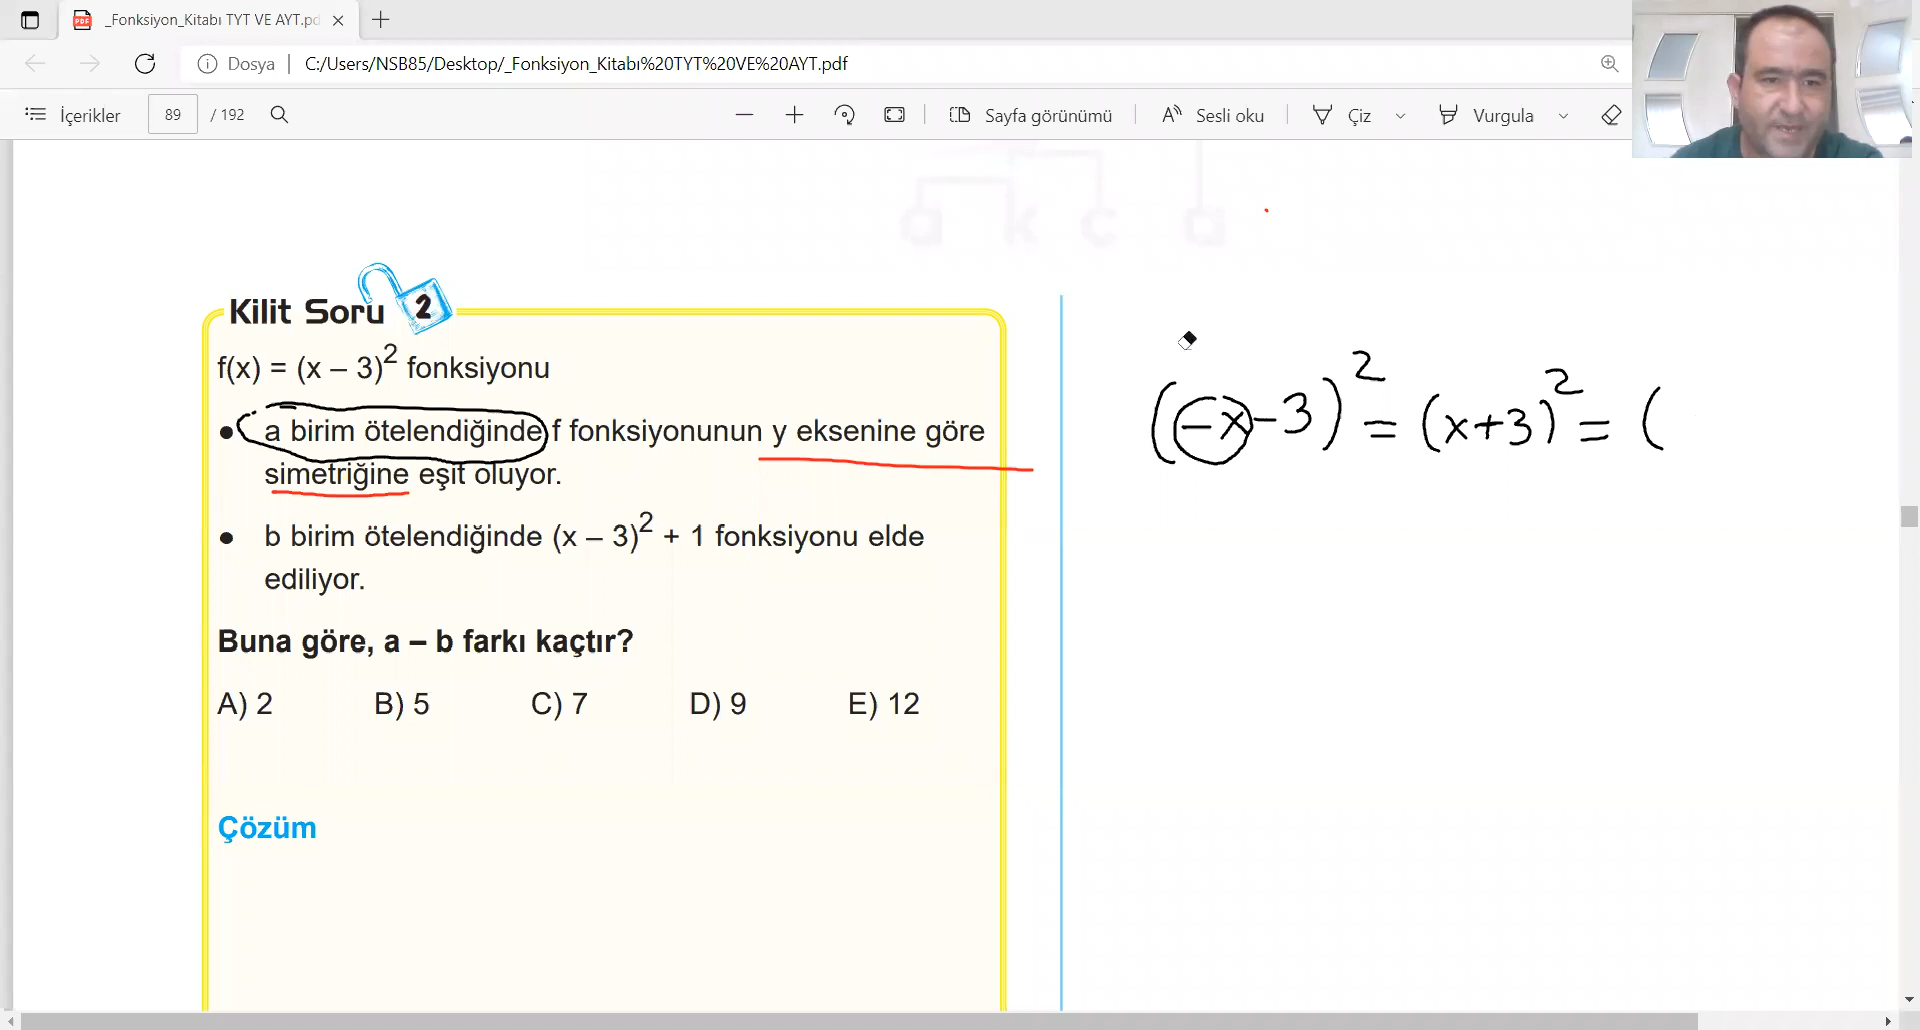 _Fonksiyon_Kitabı TYT VE AYT.pd
Dosya | C:/Users/NSB85/Desktop/_Fonksiyon_Kitabı%20TYT%20VE%20AYT.pdf
İçerikler 89 / 192 Sayfa görünümü Sesli oku Çiz Vurgula
a k ç a
Kilit Soru 2
f(x) = (x – 3)² fonksiyonu
● a birim ötelendiğinde f fonksiyonunun y eksenine göre
simetriğine eşit oluyor.
● b birim ötelendiğinde (x – 3)² + 1 fonksiyonu elde
ediliyor.
Buna göre, a – b farkı kaçtır?
A) 2 B) 5 C) 7 D) 9 E) 12
Çözüm
(-x-3)² = (x+3)² = (